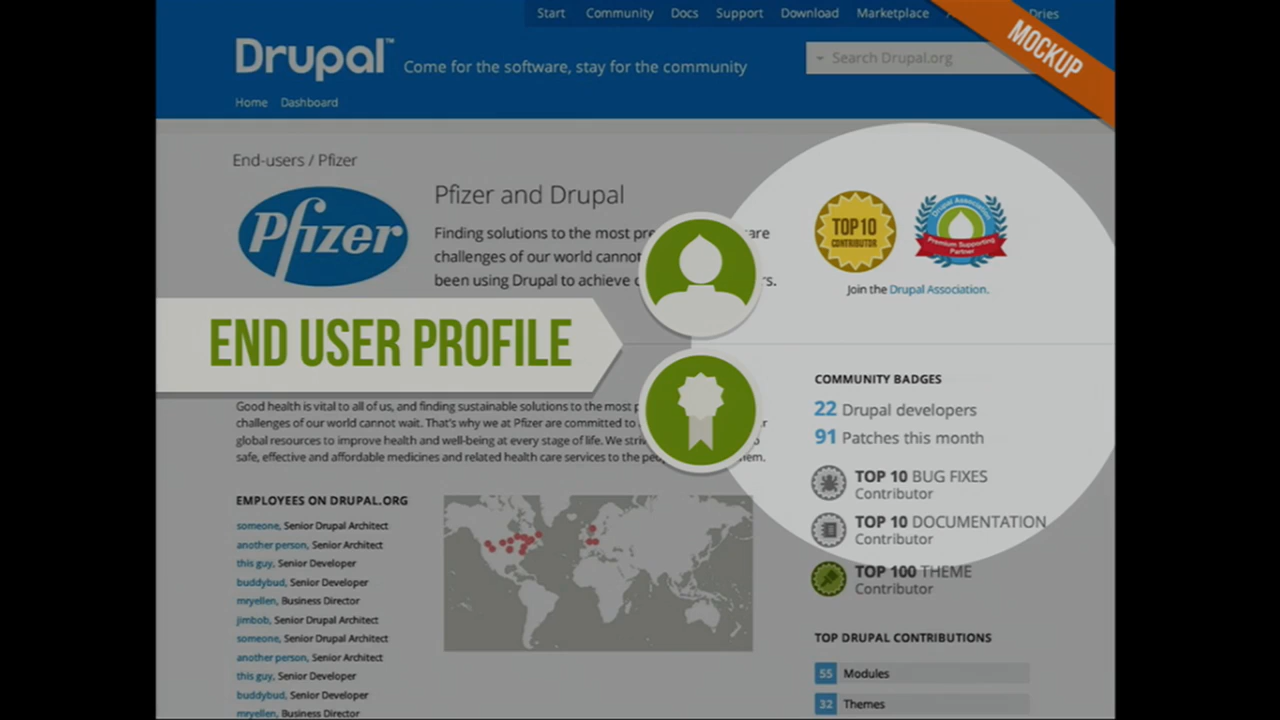 Start Community Docs Support Download Marketplace Dries
MOCKUP
Drupal™
Come for the software, stay for the community
Search Drupal.org
Home Dashboard
End-users / Pfizer
Pfizer
Pfizer and Drupal
Finding solutions to the most
challenges of our world cannot
been using Drupal to achieve
TOP 10
CONTRIBUTOR
Drupal Association
Premium Supporting
Partner
Join the Drupal Association.
END USER PROFILE
Good health is vital to all of us, and finding sustainable solutions to the most
challenges of our world cannot wait. That's why we at Pfizer are committed to
global resources to improve health and well-being at every stage of life. We
safe, effective and affordable medicines and related health care services to the
COMMUNITY BADGES
22 Drupal developers
91 Patches this month
TOP 10 BUG FIXES
Contributor
TOP 10 DOCUMENTATION
Contributor
TOP 100 THEME
Contributor
EMPLOYEES ON DRUPAL.ORG
someone, Senior Drupal Architect
another person, Senior Architect
this guy, Senior Developer
buddybud, Senior Developer
mryellen, Business Director
jimbob, Senior Drupal Architect
someone, Senior Drupal Architect
another person, Senior Architect
this guy, Senior Developer
buddybud, Senior Developer
mryellen, Business Director
TOP DRUPAL CONTRIBUTIONS
55 Modules
32 Themes